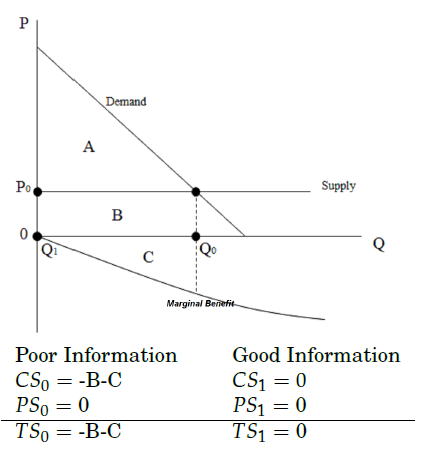 P
Demand
A
P₀
Supply
B
0
Q₁
Q₀
Q
C
Marginal Benefit
Poor Information Good Information
CS₀ = -B-C CS₁ = 0
PS₀ = 0 PS₁ = 0
TS₀ = -B-C TS₁ = 0